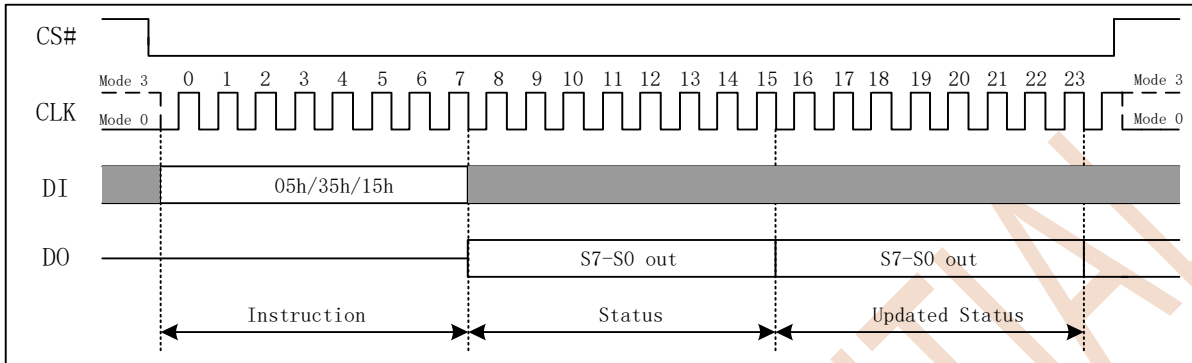 CS#
Mode 3 0 1 2 3 4 5 6 7 8 9 10 11 12 13 14 15 16 17 18 19 20 21 22 23 Mode 3
CLK
Mode 0 Mode 0
DI 05h/35h/15h
DO S7-S0 out S7-S0 out
Instruction Status Updated Status